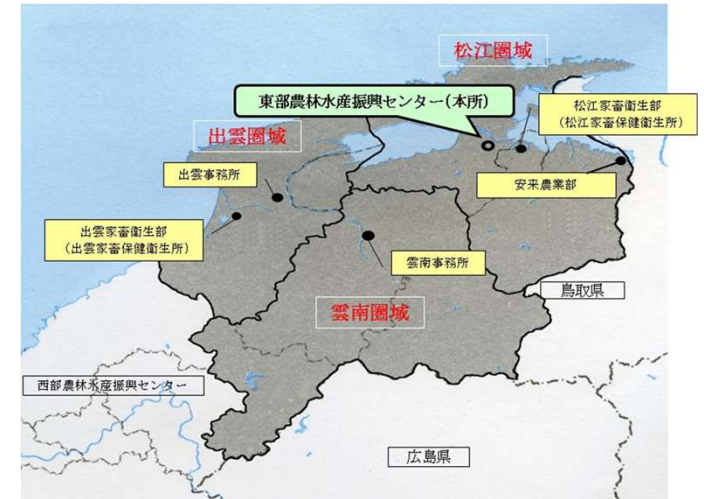 松江圏域
東部農林水産振興センター(本所)
松江家畜衛生部
(松江家畜保健衛生所)
出雲圏域
出雲事務所
安来農業部
出雲家畜衛生部
(出雲家畜保健衛生所)
雲南事務所
鳥取県
雲南圏域
西部農林水産振興センター
広島県